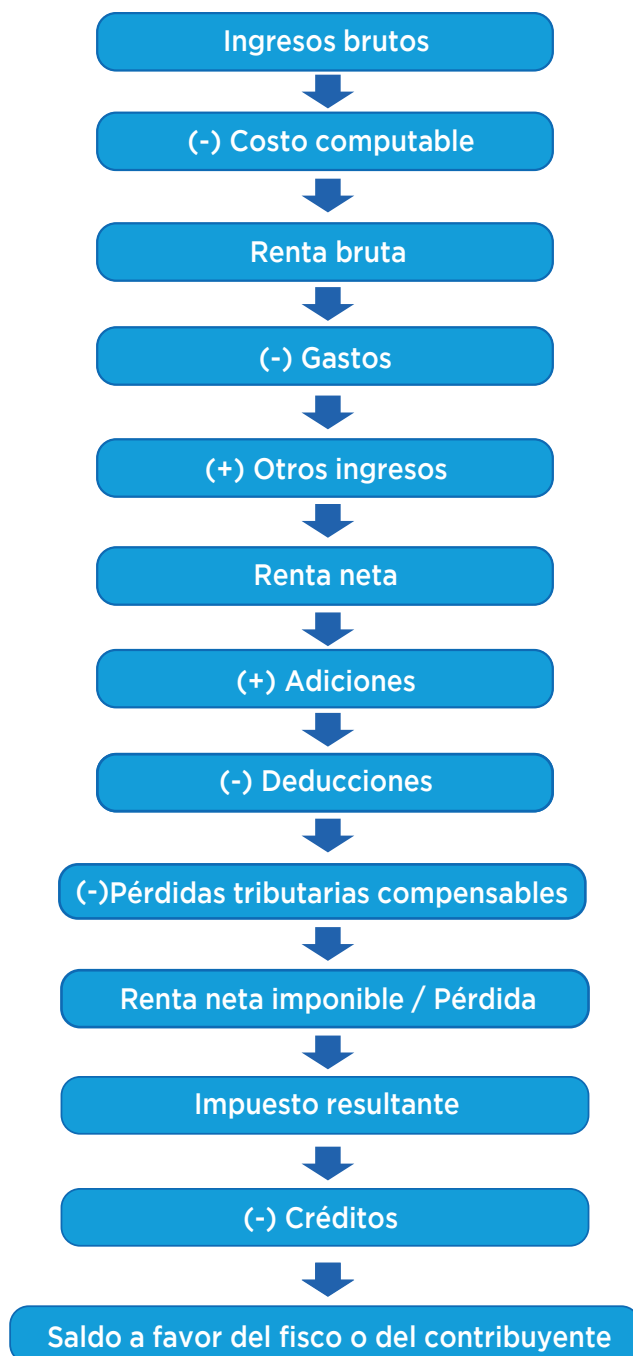 Ingresos brutos
(-) Costo computable
Renta bruta
(-) Gastos
(+) Otros ingresos
Renta neta
(+) Adiciones
(-) Deducciones
(-)Pérdidas tributarias compensables
Renta neta imponible / Pérdida
Impuesto resultante
(-) Créditos
Saldo a favor del fisco o del contribuyente